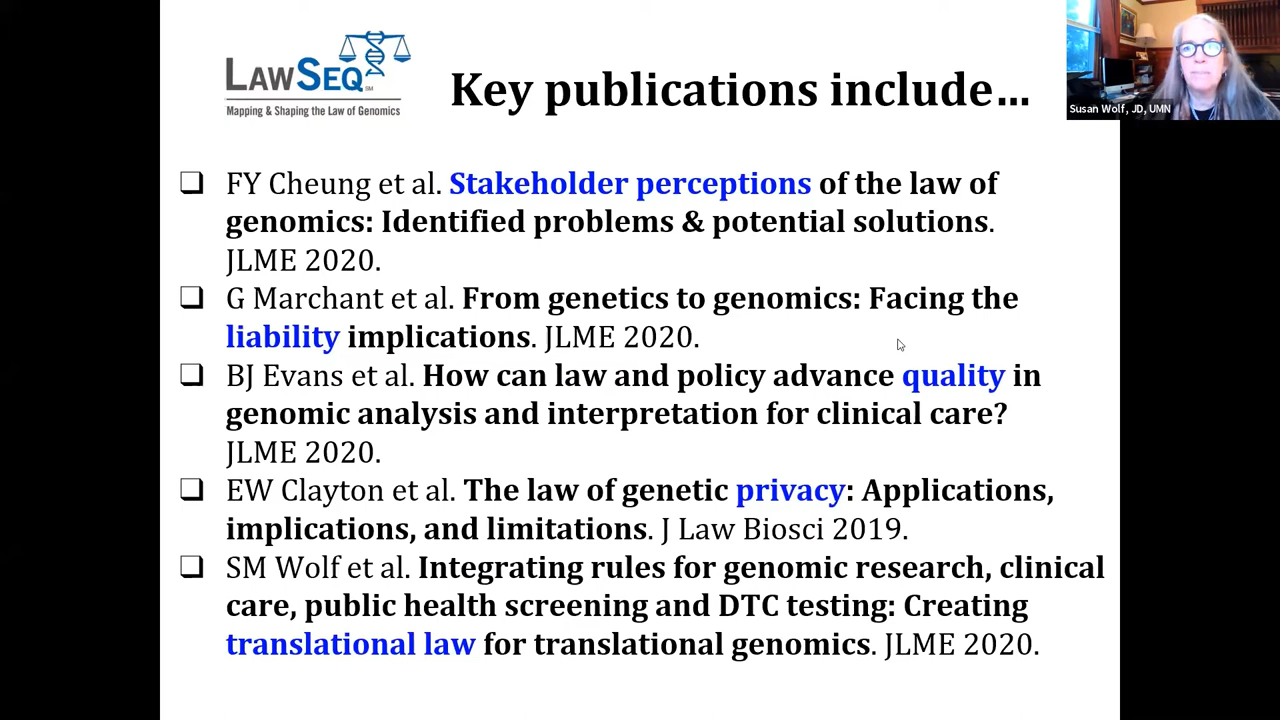 LAWSEQ SM
Mapping & Shaping the Law of Genomics
Key publications include...
Susan Wolf, JD, UMN
❑ FY Cheung et al. Stakeholder perceptions of the law of
genomics: Identified problems & potential solutions.
JLME 2020.
❑ G Marchant et al. From genetics to genomics: Facing the
liability implications. JLME 2020.
❑ BJ Evans et al. How can law and policy advance quality in
genomic analysis and interpretation for clinical care?
JLME 2020.
❑ EW Clayton et al. The law of genetic privacy: Applications,
implications, and limitations. J Law Biosci 2019.
❑ SM Wolf et al. Integrating rules for genomic research, clinical
care, public health screening and DTC testing: Creating
translational law for translational genomics. JLME 2020.